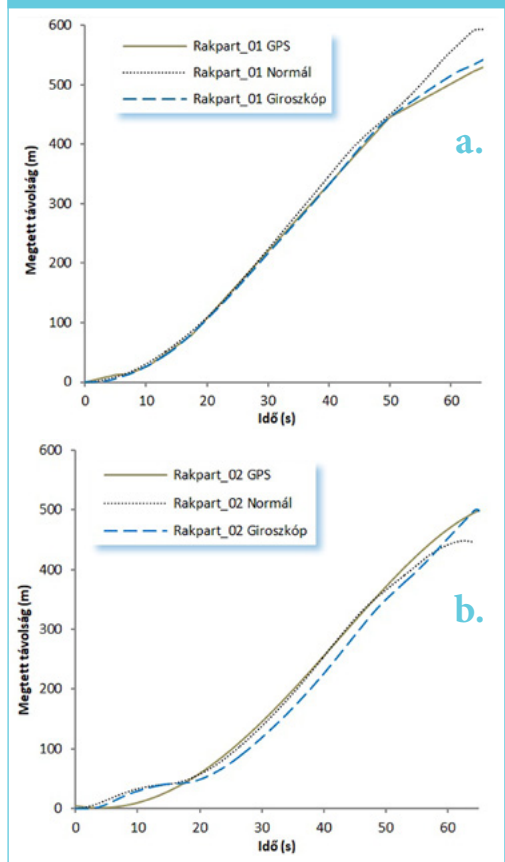 600
500
400
300
200
100
0
Megtett távolság (m)
Rakpart_01 GPS
Rakpart_01 Normál
Rakpart_01 Giroszkóp
a.
0 10 20 30 40 50 60
Idő (s)
600
500
400
300
200
100
0
Megtett távolság (m)
Rakpart_02 GPS
Rakpart_02 Normál
Rakpart_02 Giroszkóp
b.
0 10 20 30 40 50 60
Idő (s)